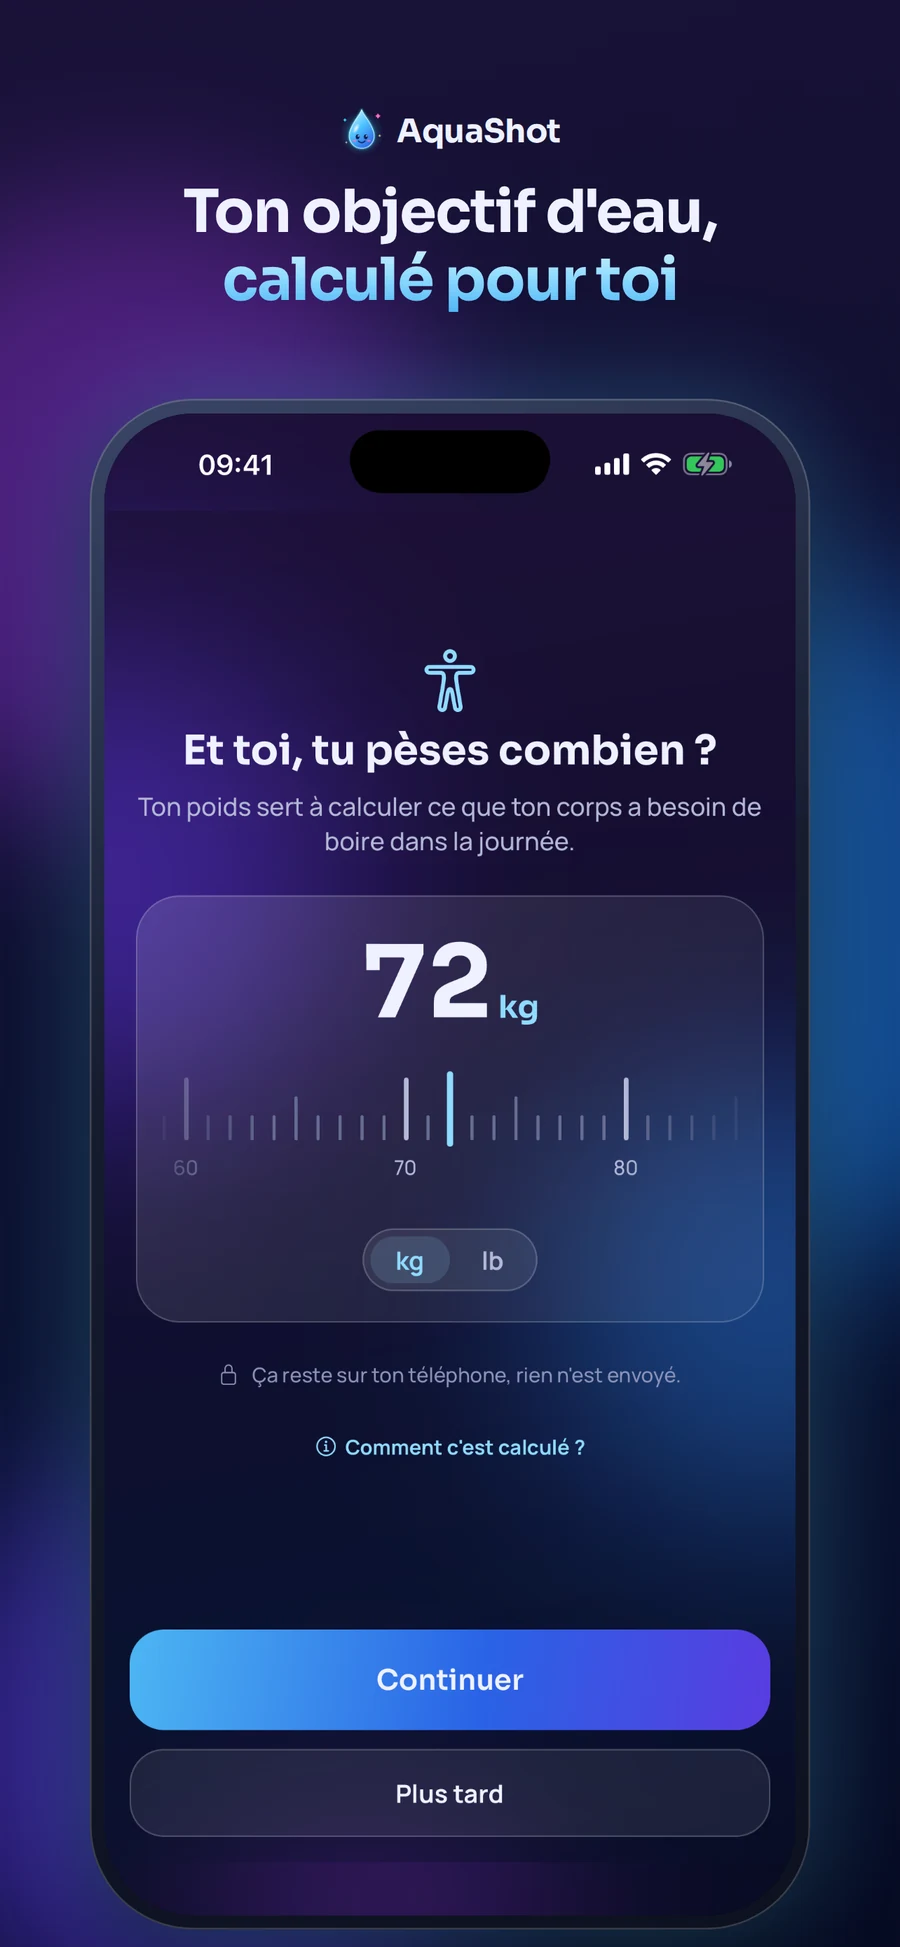 AquaShot
Ton objectif d'eau,
calculé pour toi
09:41
Et toi, tu pèses combien ?
Ton poids sert à calculer ce que ton corps a besoin de
boire dans la journée.
72 kg
60 70 80
kg lb
Ça reste sur ton téléphone, rien n'est envoyé.
Comment c'est calculé ?
Continuer
Plus tard